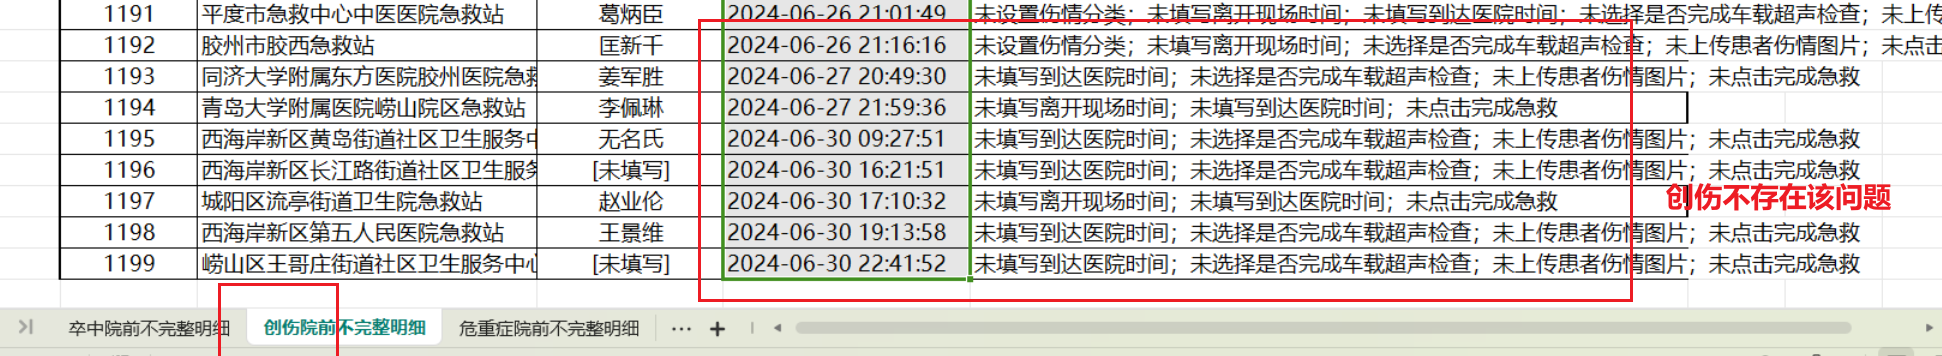 1191 平度市急救中心中医医院急救站 葛炳臣 2024-06-26 21:01:49 未设置伤情分类；未填写离开现场时间；未填写到达医院时间；未选择是否完成车载超声检查；未上传
1192 胶州市胶西急救站 匡新千 2024-06-26 21:16:16 未设置伤情分类；未填写离开现场时间；未选择是否完成车载超声检查；未上传患者伤情图片；未点击
1193 同济大学附属东方医院胶州医院急救 姜军胜 2024-06-27 20:49:30 未填写到达医院时间；未选择是否完成车载超声检查；未上传患者伤情图片；未点击完成急救
1194 青岛大学附属医院崂山院区急救站 李佩琳 2024-06-27 21:59:36 未填写离开现场时间；未填写到达医院时间；未点击完成急救
1195 西海岸新区黄岛街道社区卫生服务中 无名氏 2024-06-30 09:27:51 未填写到达医院时间；未选择是否完成车载超声检查；未上传患者伤情图片；未点击完成急救
1196 西海岸新区长江路街道社区卫生服务 [未填写] 2024-06-30 16:21:51 未填写到达医院时间；未选择是否完成车载超声检查；未上传患者伤情图片；未点击完成急救
1197 城阳区流亭街道卫生院急救站 赵业伦 2024-06-30 17:10:32 未填写离开现场时间；未填写到达医院时间；未点击完成急救
创伤不存在该问题
1198 西海岸新区第五人民医院急救站 王景维 2024-06-30 19:13:58 未填写到达医院时间；未选择是否完成车载超声检查；未上传患者伤情图片；未点击完成急救
1199 崂山区王哥庄街道社区卫生服务中心 [未填写] 2024-06-30 22:41:52 未填写到达医院时间；未选择是否完成车载超声检查；未上传患者伤情图片；未点击完成急救
卒中院前不完整明细 创伤院前不完整明细 危重症院前不完整明细 ··· +